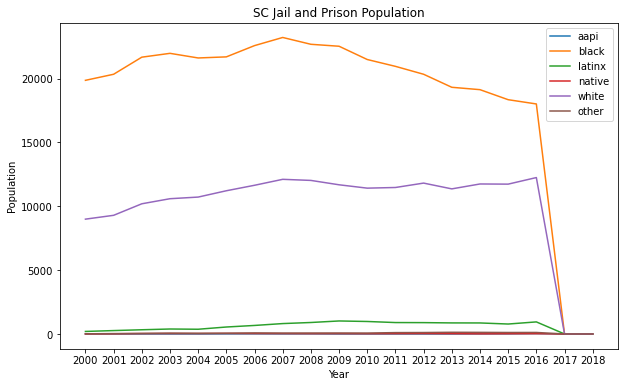 SC Jail and Prison Population
aapi
black
latinx
native
white
other
Population
20000
15000
10000
5000
0
2000 2001 2002 2003 2004 2005 2006 2007 2008 2009 2010 2011 2012 2013 2014 2015 2016 2017 2018
Year